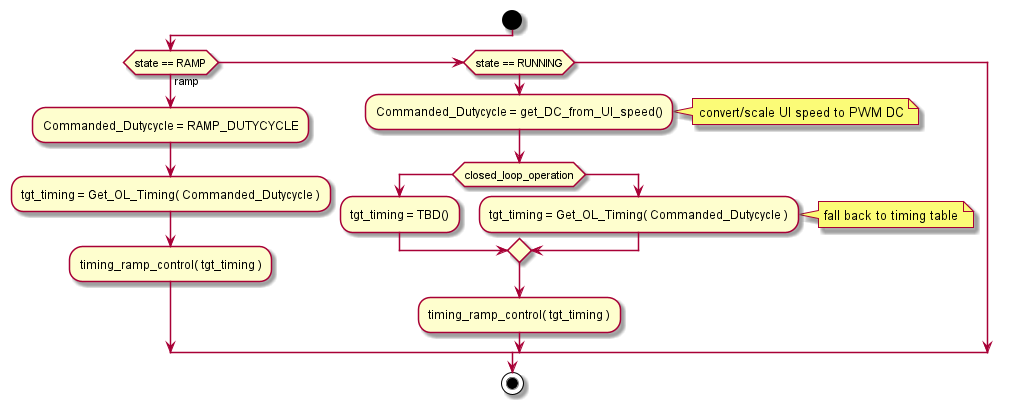 state == RAMP
ramp
Commanded_Dutycycle = RAMP_DUTYCYCLE
tgt_timing = Get_OL_Timing( Commanded_Dutycycle )
timing_ramp_control( tgt_timing )
state == RUNNING
Commanded_Dutycycle = get_DC_from_UI_speed()
convert/scale UI speed to PWM DC
closed_loop_operation
tgt_timing = TBD()
tgt_timing = Get_OL_Timing( Commanded_Dutycycle )
fall back to timing table
timing_ramp_control( tgt_timing )